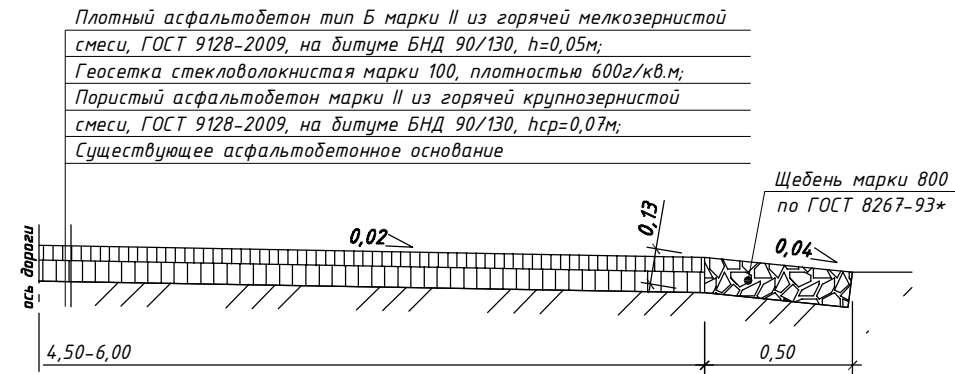 Плотный асфальтобетон тип Б марки II из горячей мелкозернистой
смеси, ГОСТ 9128-2009, на битуме БНД 90/130, h=0,05м;
Геосетка стекловолокнистая марки 100, плотностью 600г/кв.м;
Пористый асфальтобетон марки II из горячей крупнозернистой
смеси, ГОСТ 9128-2009, на битуме БНД 90/130, hср=0,07м;
Существующее асфальтобетонное основание
Щебень марки 800
по ГОСТ 8267-93*
ось дороги
0,02
0,13
0,04
4,50-6,00
0,50